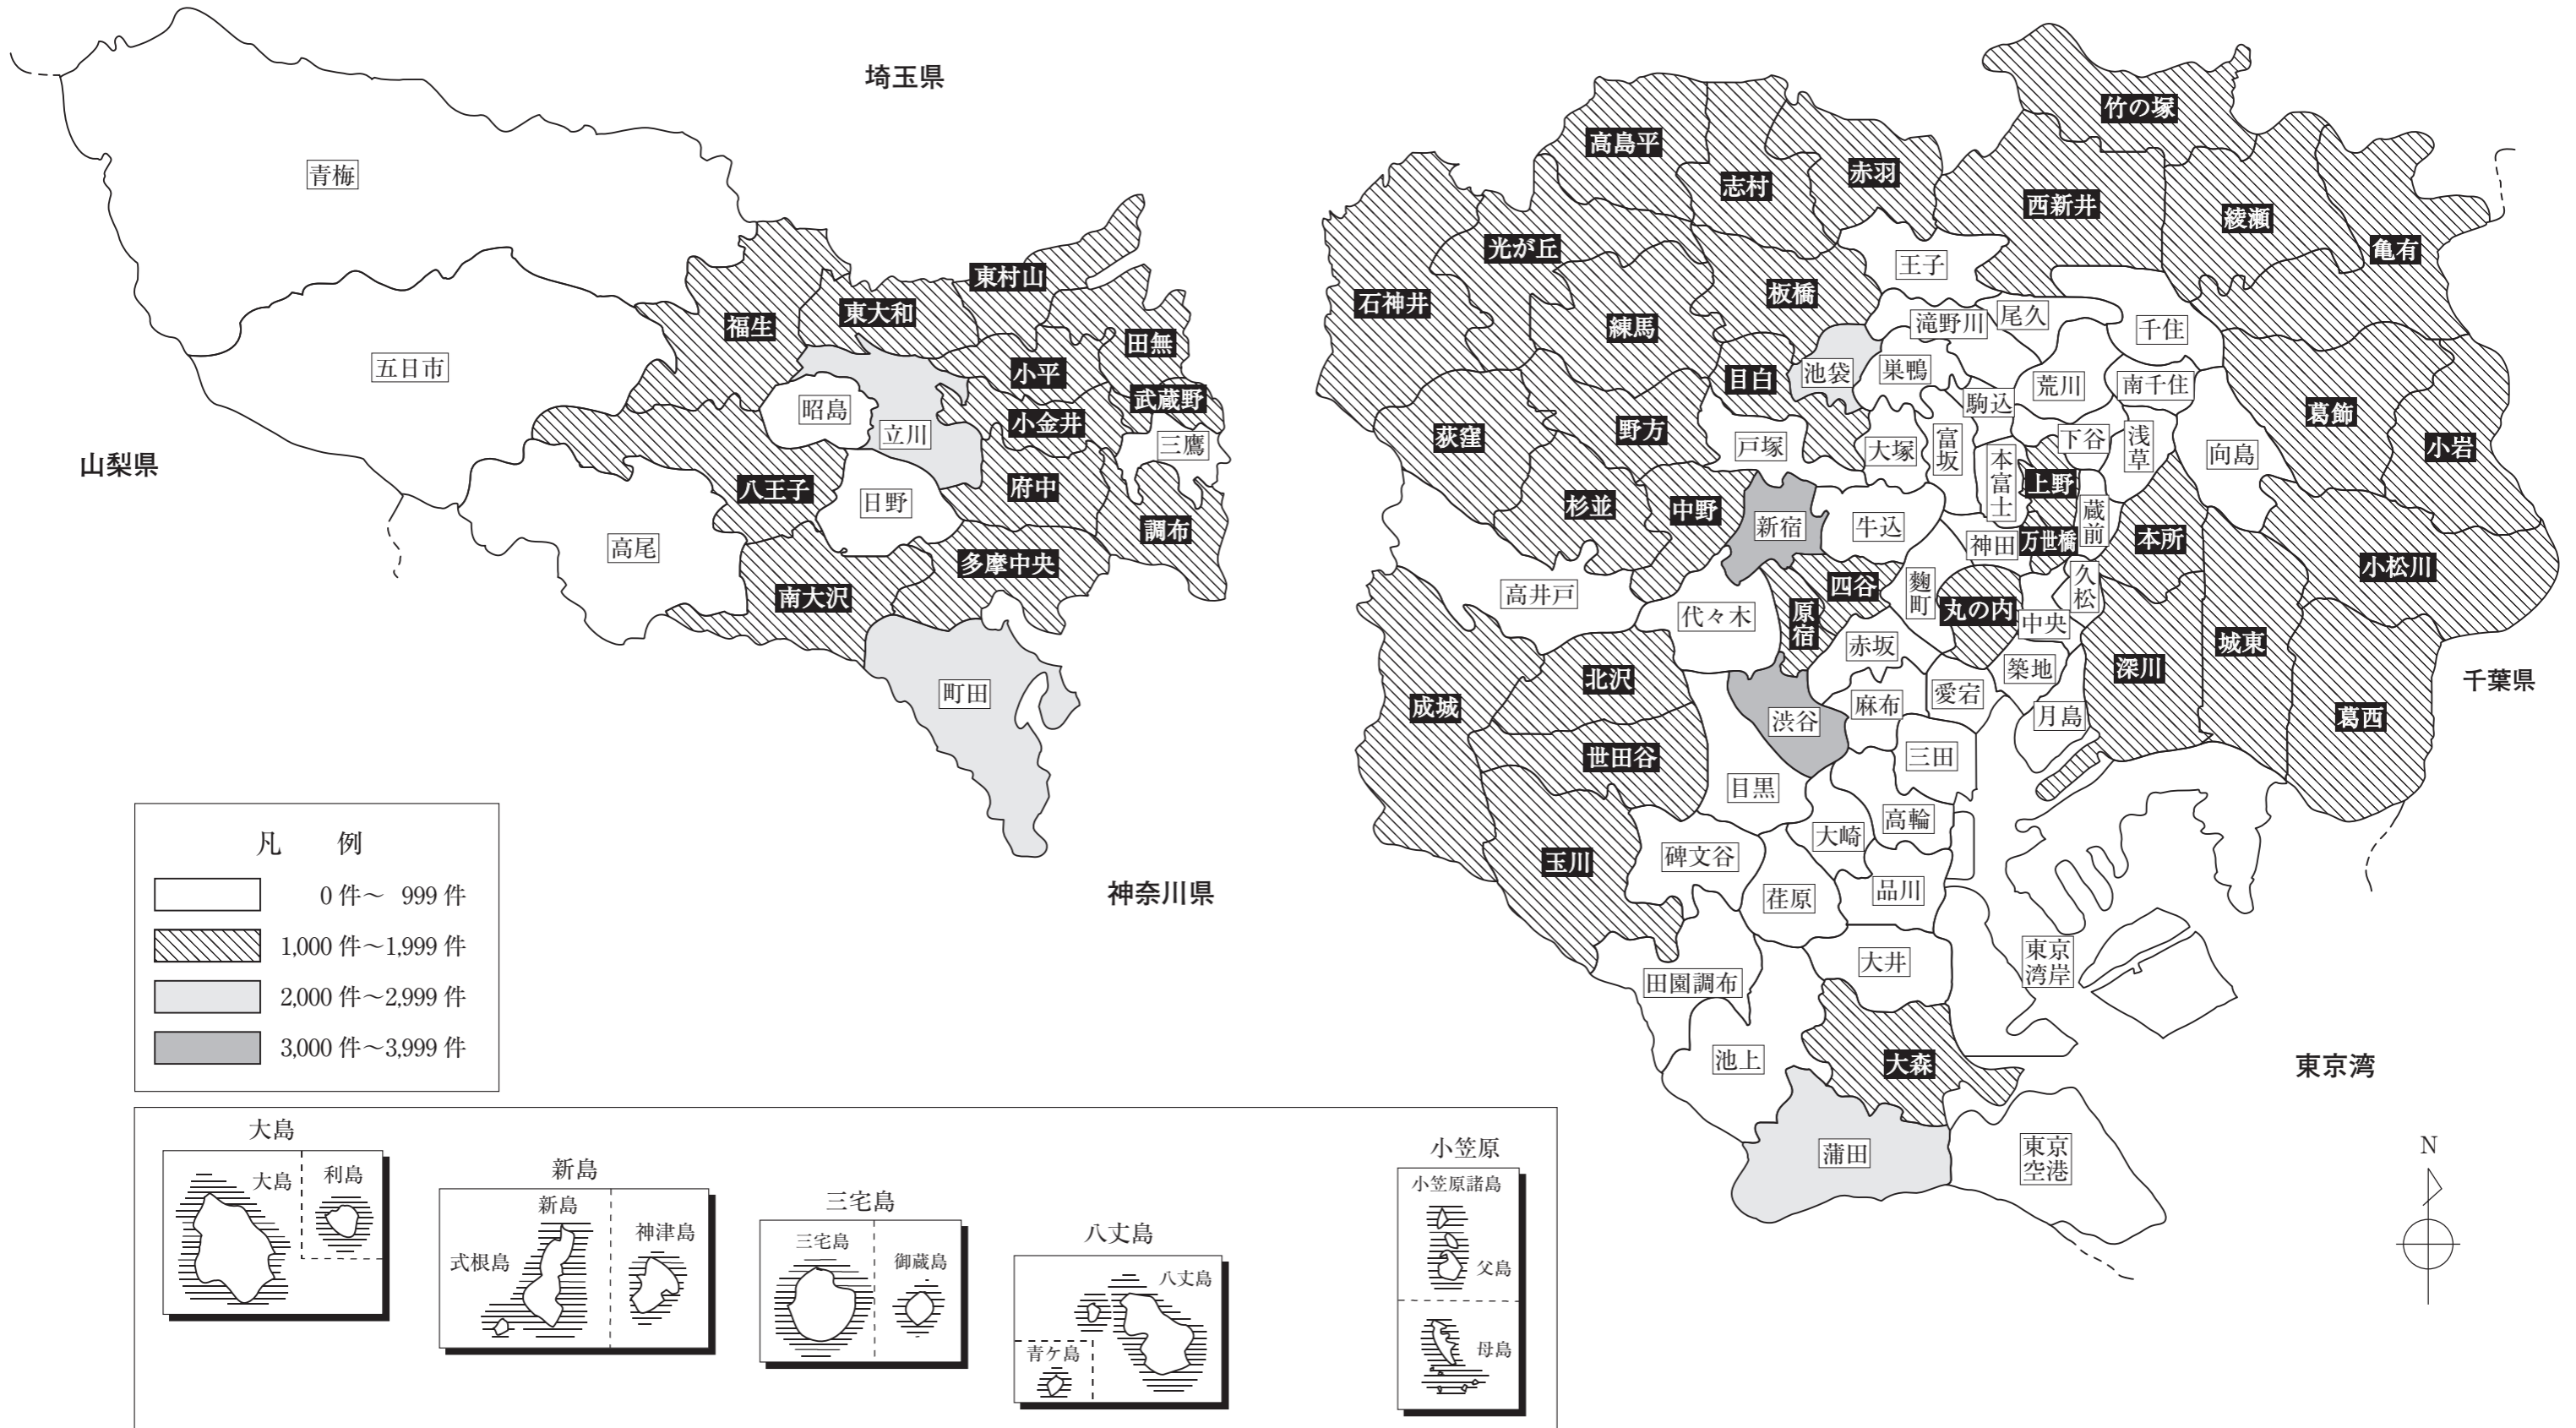 埼玉県
山梨県
神奈川県
千葉県
東京湾
青梅
五日市
福生
東大和
東村山
田無
小平
武蔵野
小金井
三鷹
昭島
立川
八王子
日野
府中
調布
高尾
南大沢
多摩中央
町田
竹の塚
高島平
志村
赤羽
西新井
綾瀬
亀有
光が丘
石神井
練馬
板橋
王子
滝野川
尾久
千住
目白
池袋
巣鴨
荒川
南千住
駒込
葛飾
小岩
荻窪
野方
戸塚
大塚
富坂
本富士
下谷
浅草
向島
上野
杉並
中野
新宿
牛込
神田
万世橋
蔵前
本所
小松川
高井戸
代々木
原宿
四谷
麴町
丸の内
久松
中央
赤坂
築地
深川
城東
葛西
成城
北沢
渋谷
麻布
愛宕
月島
世田谷
目黒
三田
玉川
碑文谷
大崎
高輪
荏原
品川
田園調布
大井
東京湾岸
池上
大森
蒲田
東京空港
凡 例
0件〜 999件
1,000件〜1,999件
2,000件〜2,999件
3,000件〜3,999件
大島
大島
利島
新島
新島
式根島
神津島
三宅島
三宅島
御蔵島
八丈島
八丈島
青ケ島
小笠原
小笠原諸島
父島
母島
N